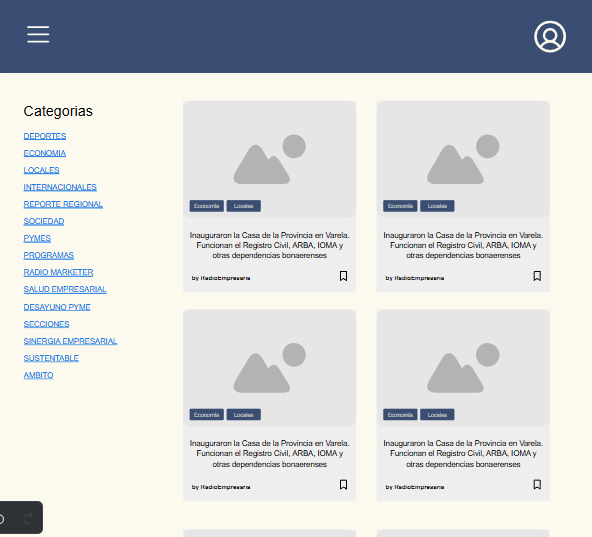 Categorias
DEPORTES
ECONOMIA
LOCALES
INTERNACIONALES
REPORTE REGIONAL
SOCIEDAD
PYMES
PROGRAMAS
RADIO MARKETER
SALUD EMPRESARIAL
DESAYUNO PYME
SECCIONES
SINERGIA EMPRESARIAL
SUSTENTABLE
AMBITO
Economía Locales
Inauguraron la Casa de la Provincia en Varela.
Funcionan el Registro Civil, ARBA, IOMA y
otras dependencias bonaerenses
by RadioEmpresaria
Economía Locales
Inauguraron la Casa de la Provincia en Varela.
Funcionan el Registro Civil, ARBA, IOMA y
otras dependencias bonaerenses
by RadioEmpresaria
Economía Locales
Inauguraron la Casa de la Provincia en Varela.
Funcionan el Registro Civil, ARBA, IOMA y
otras dependencias bonaerenses
by RadioEmpresaria
Economía Locales
Inauguraron la Casa de la Provincia en Varela.
Funcionan el Registro Civil, ARBA, IOMA y
otras dependencias bonaerenses
by RadioEmpresaria